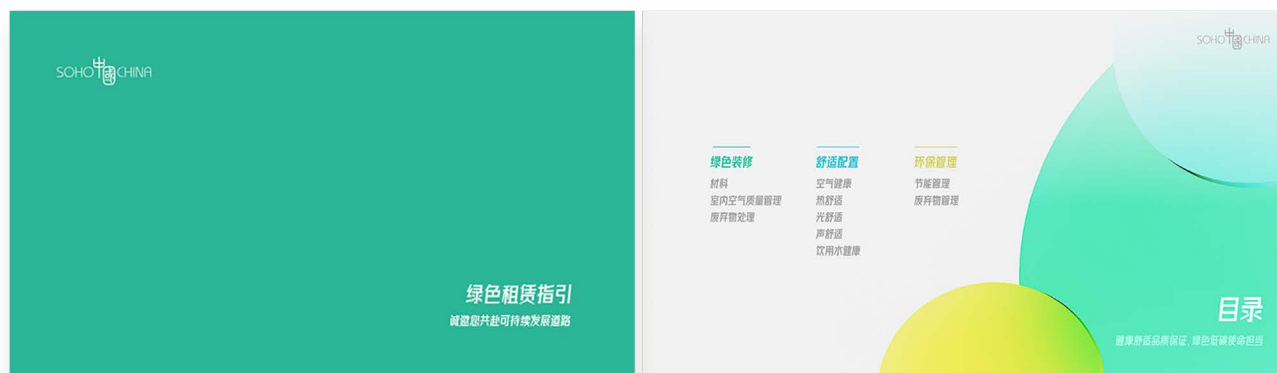 SOHO中國CHINA
绿色租赁指引
诚邀您共赴可持续发展道路
SOHO中國CHINA
绿色装修
材料
室内空气质量管理
废弃物处理
舒适配置
空气健康
热舒适
光舒适
声舒适
饮用水健康
环保管理
节能管理
废弃物管理
目录
健康舒适品质保证，绿色低碳使命担当